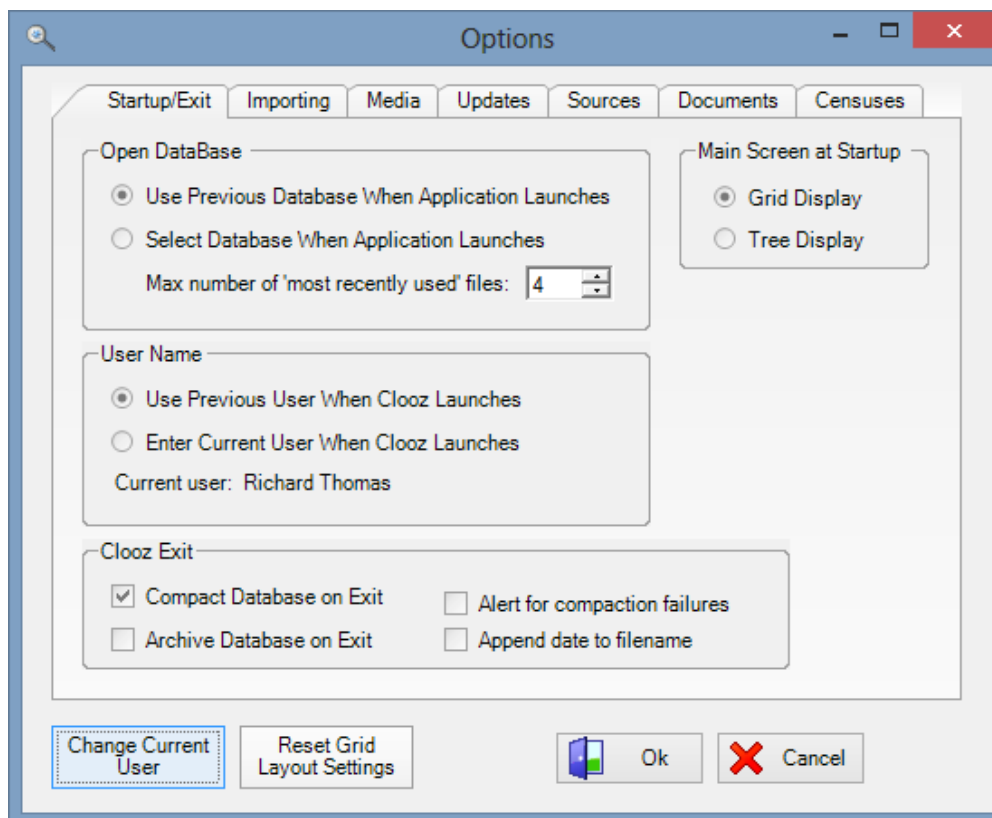 Options
Startup/Exit Importing Media Updates Sources Documents Censuses
Open DataBase
Use Previous Database When Application Launches
Select Database When Application Launches
Max number of 'most recently used' files: 4
Main Screen at Startup
Grid Display
Tree Display
User Name
Use Previous User When Clooz Launches
Enter Current User When Clooz Launches
Current user: Richard Thomas
Clooz Exit
Compact Database on Exit
Alert for compaction failures
Archive Database on Exit
Append date to filename
Change Current
User
Reset Grid
Layout Settings
Ok
Cancel